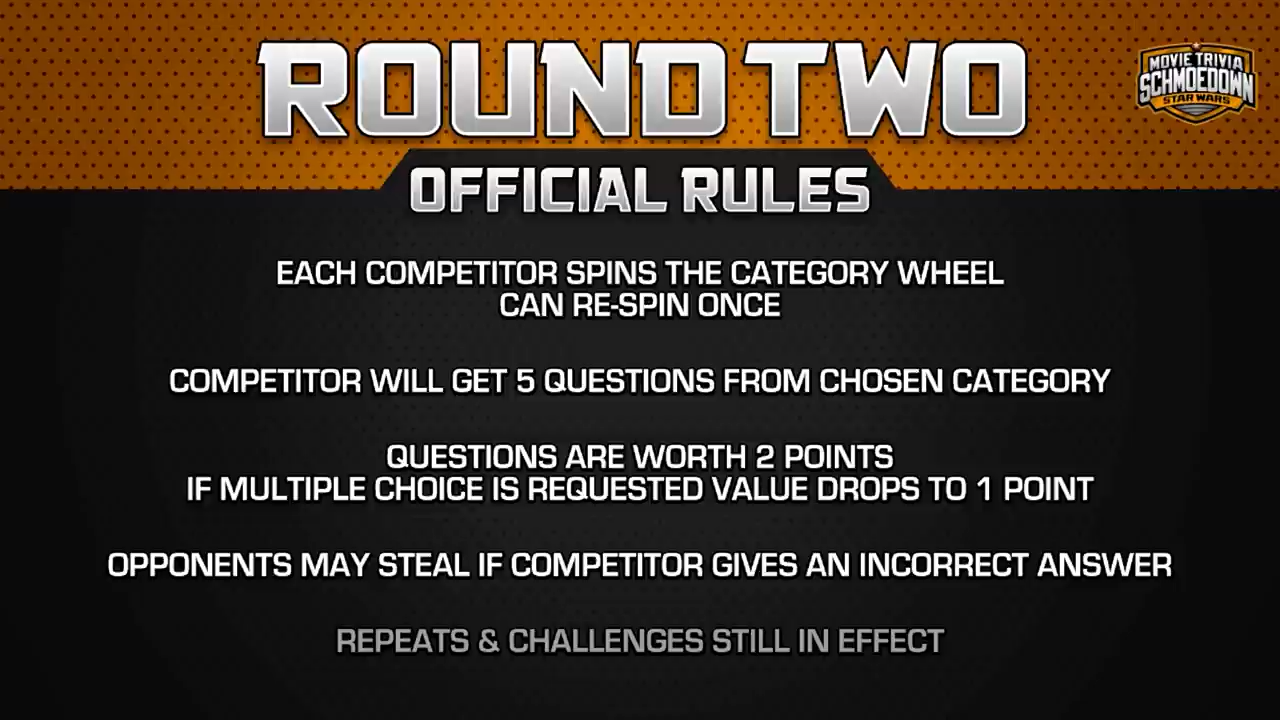 ROUND TWO
MOVIE TRIVIA
SCHMOEDOWN
STAR WARS
OFFICIAL RULES
EACH COMPETITOR SPINS THE CATEGORY WHEEL
CAN RE-SPIN ONCE
COMPETITOR WILL GET 5 QUESTIONS FROM CHOSEN CATEGORY
QUESTIONS ARE WORTH 2 POINTS
IF MULTIPLE CHOICE IS REQUESTED VALUE DROPS TO 1 POINT
OPPONENTS MAY STEAL IF COMPETITOR GIVES AN INCORRECT ANSWER
REPEATS & CHALLENGES STILL IN EFFECT